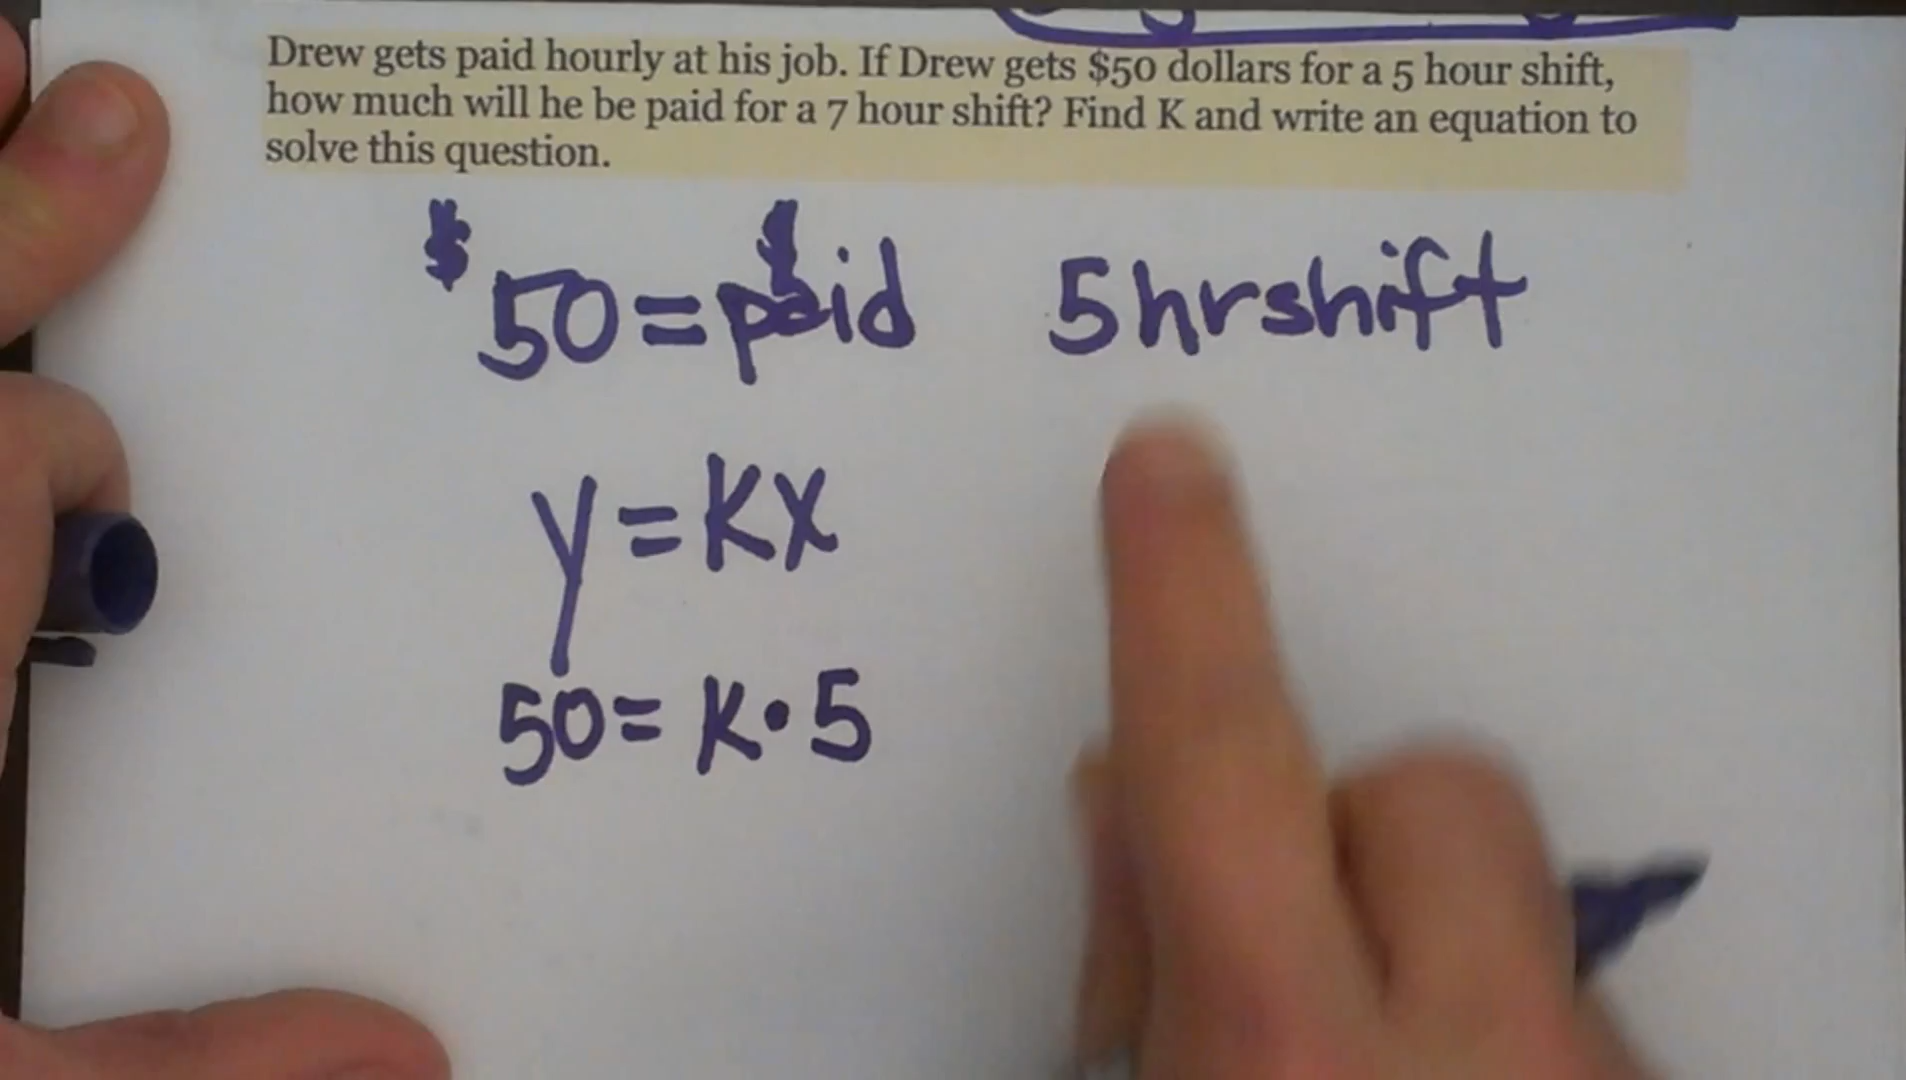 Drew gets paid hourly at his job. If Drew gets $50 dollars for a 5 hour shift,
how much will he be paid for a 7 hour shift? Find K and write an equation to
solve this question.
$50=paid 5hrshift
y=Kx
50=K•5